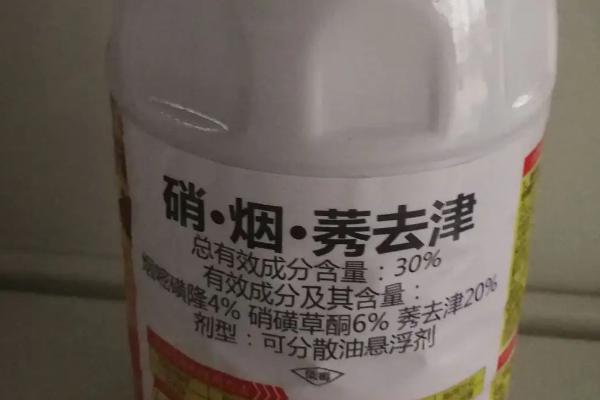 硝·烟·莠去津
总有效成分含量：30%
有效成分及其含量：
烟嘧磺隆4% 硝磺草酮6% 莠去津20%
剂型：可分散油悬浮剂
低毒